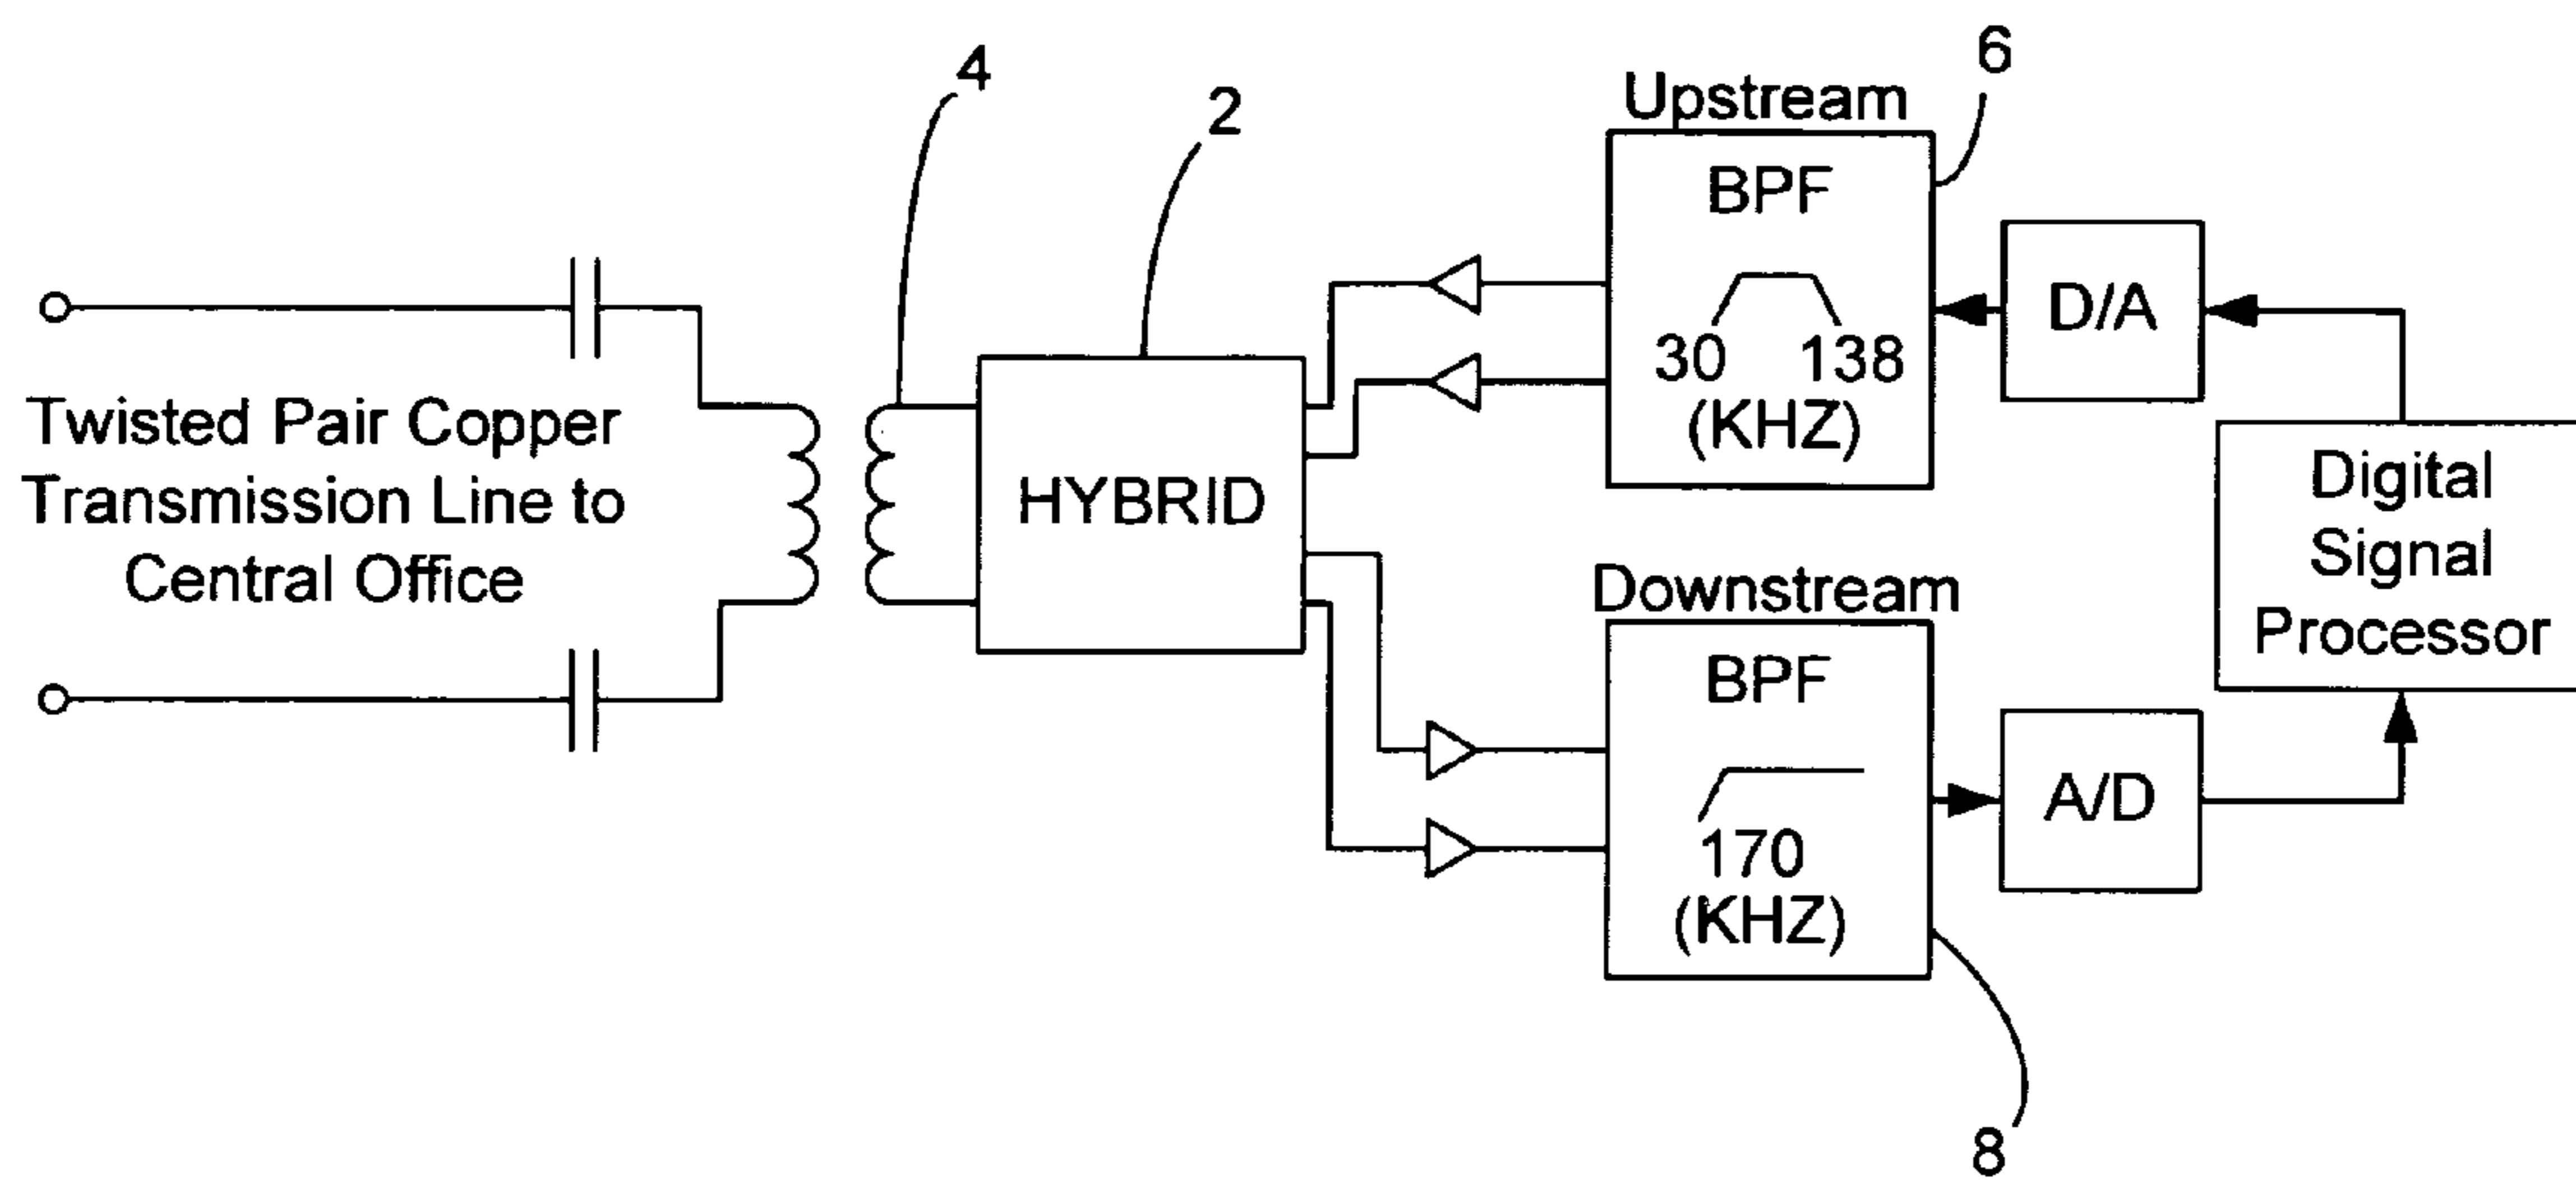 4
2
6
Upstream
BPF
30 138
(KHZ)
D/A
Twisted Pair Copper
Transmission Line to
Central Office
HYBRID
Digital
Signal
Processor
Downstream
BPF
170
(KHZ)
A/D
8